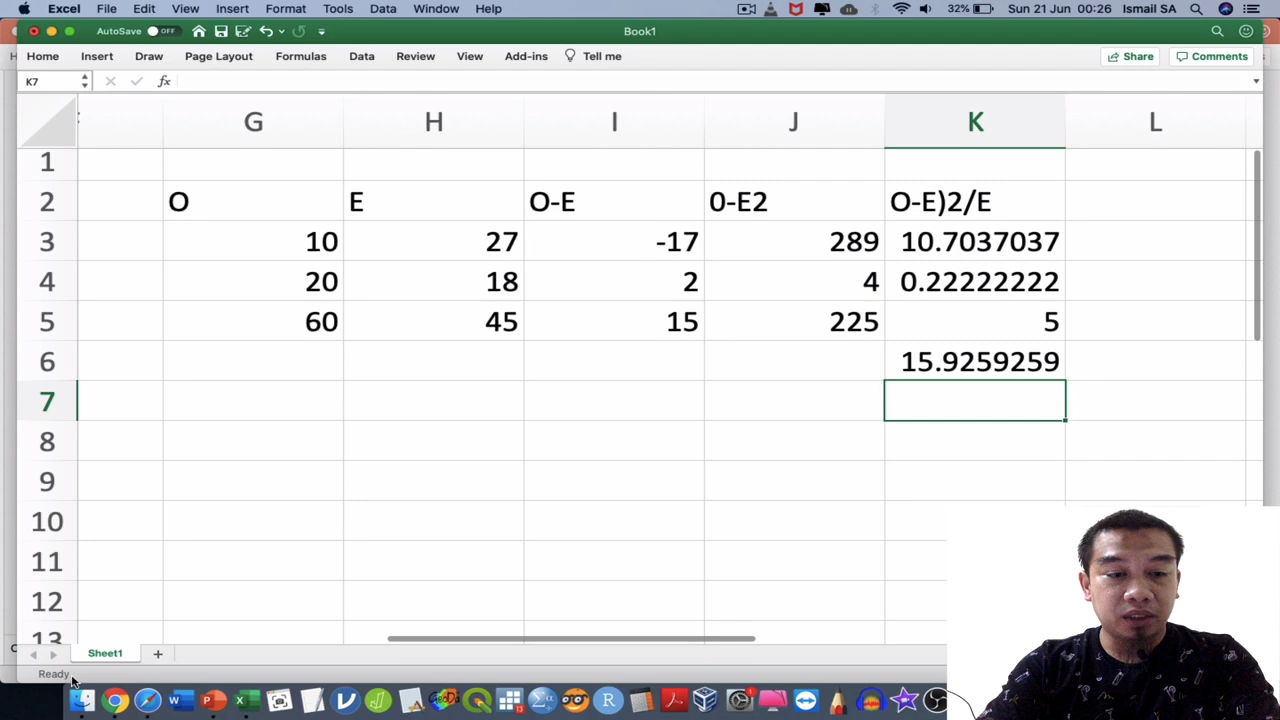 Excel File Edit View Insert Format Tools Data Window Help 32% Sun 21 Jun 00:26 Ismail SA
AutoSave OFF Book1
Home Insert Draw Page Layout Formulas Data Review View Add-ins Tell me Share Comments
K7 fx
G H I J K L
1
2 O E O-E 0-E2 O-E)2/E
3 10 27 -17 289 10.7037037
4 20 18 2 4 0.22222222
5 60 45 15 225 5
6 15.9259259
7
8
9
10
11
12
13
Sheet1 +
Ready